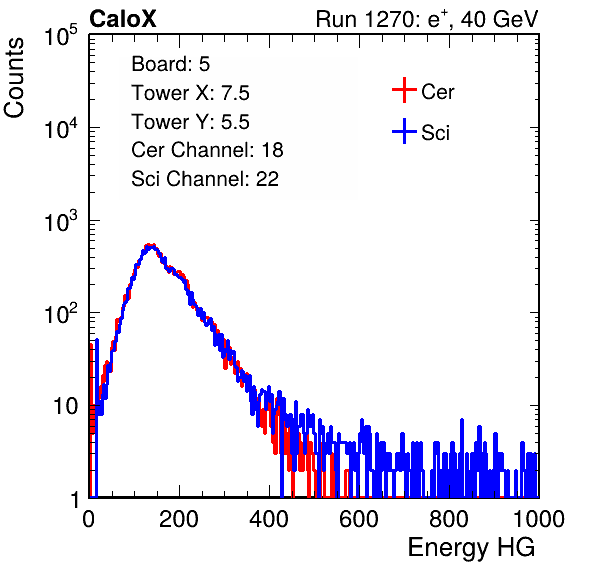 CaloX Run 1270: e⁺, 40 GeV
Counts
10⁵
10⁴
10³
10²
10
1
Board: 5
Tower X: 7.5
Tower Y: 5.5
Cer Channel: 18
Sci Channel: 22
Cer
Sci
0 200 400 600 800 1000
Energy HG